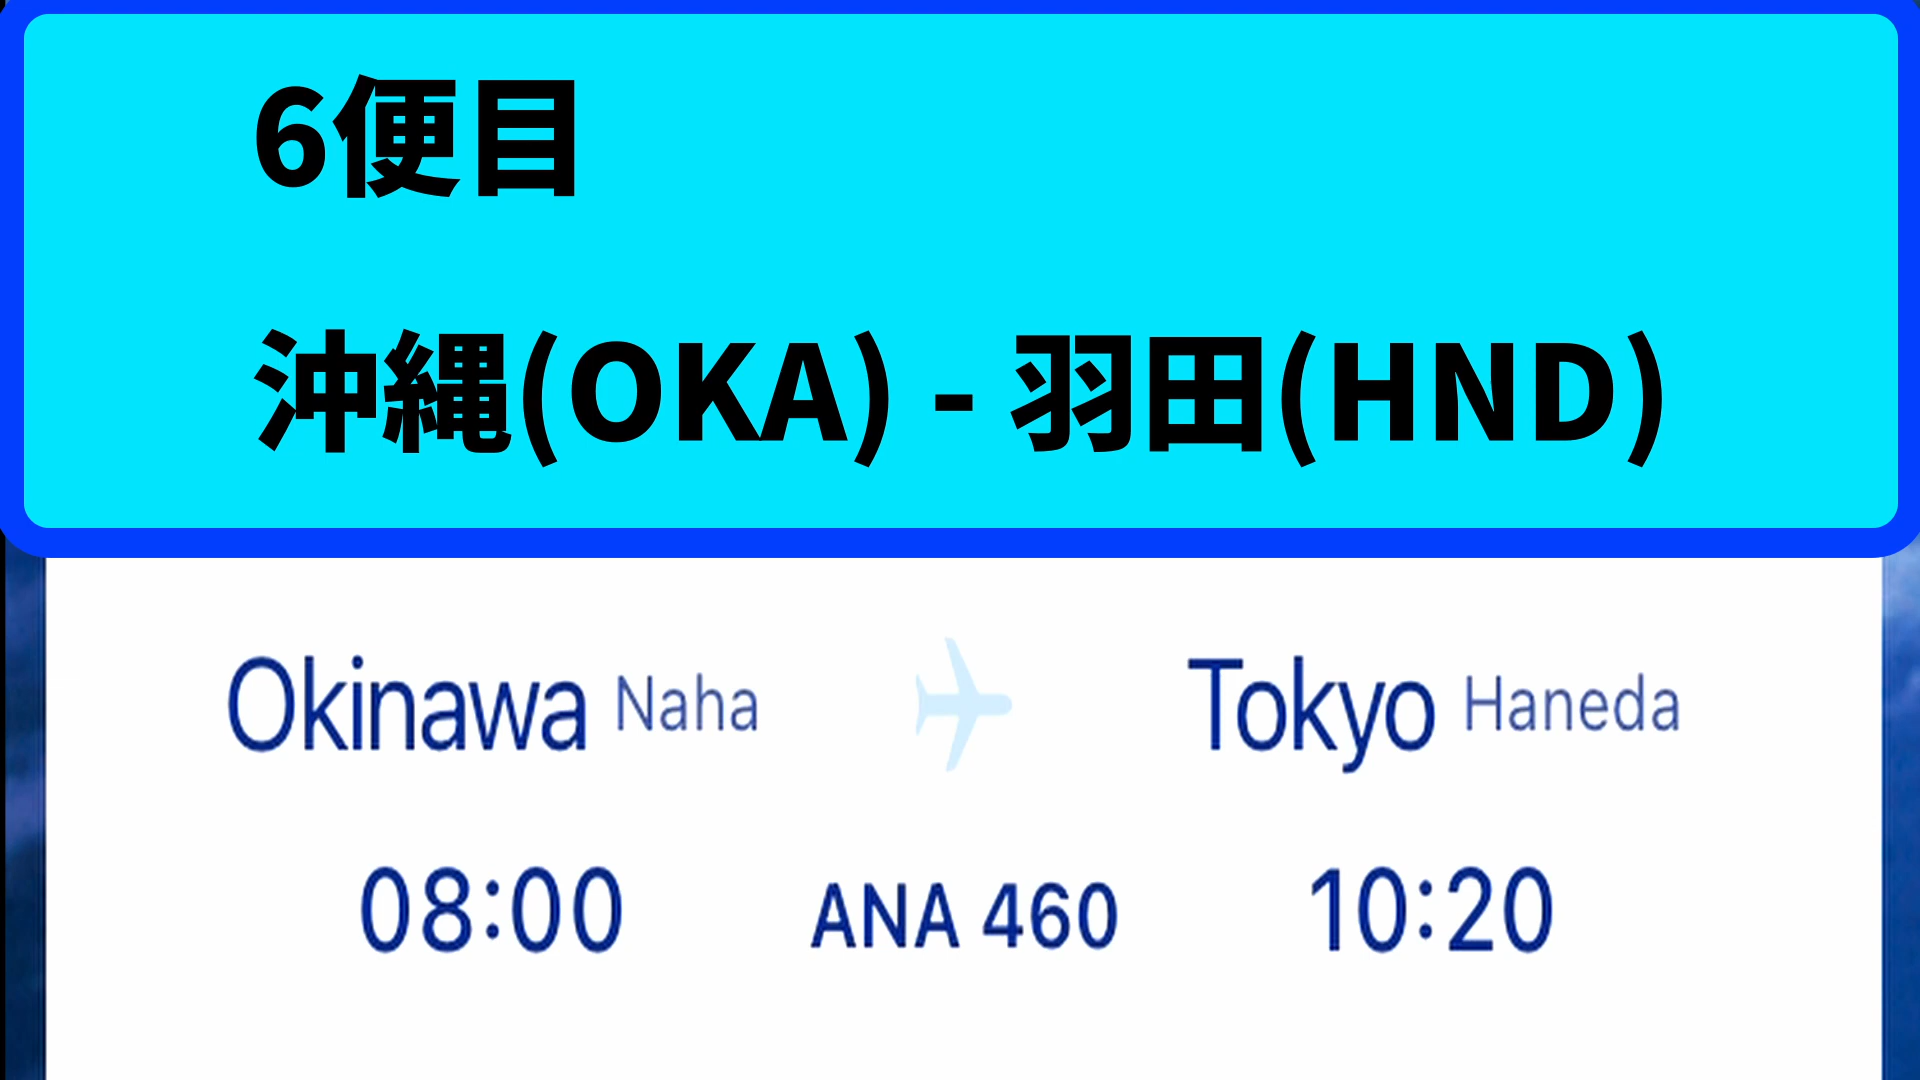 6便目
沖縄(OKA) - 羽田(HND)
Okinawa Naha Tokyo Haneda
08:00 ANA 460 10:20